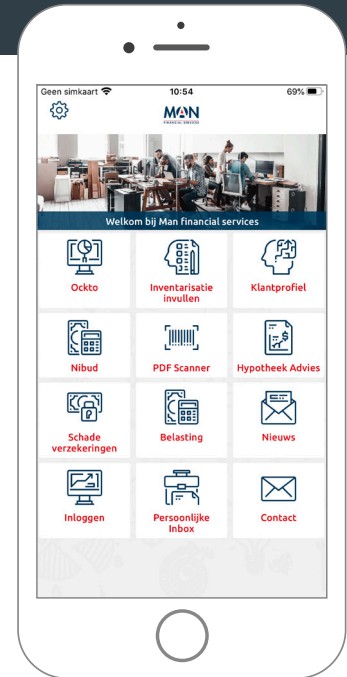 Geen simkaart
10:54
69%
MAN
FINANCIAL SERVICES
Welkom bij Man financial services
Ockto
Inventarisatie
invullen
Klantprofiel
Nibud
PDF Scanner
Hypotheek Advies
Schade
verzekeringen
Belasting
Nieuws
Inloggen
Persoonlijke
Inbox
Contact